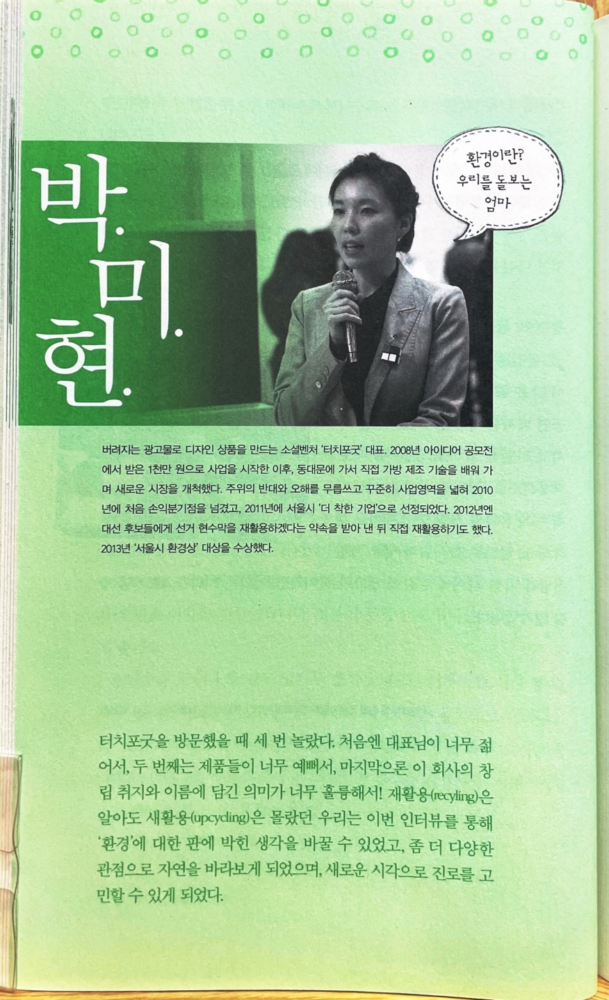 박.
미.
현.
환경이란?
우리를 돌보는
엄마
버려지는 광고물로 디자인 상품을 만드는 소셜벤처 '터치포굿' 대표. 2008년 아이디어 공모전
에서 받은 1천만 원으로 사업을 시작한 이후, 동대문에 가서 직접 가방 제조 기술을 배워 가
며 새로운 시장을 개척했다. 주위의 반대와 오해를 무릅쓰고 꾸준히 사업영역을 넓혀 2010
년에 처음 손익분기점을 넘겼고, 2011년에 서울시 '더 착한 기업'으로 선정되었다. 2012년엔
대선 후보들에게 선거 현수막을 재활용하겠다는 약속을 받아 낸 뒤 직접 재활용하기도 했다.
2013년 '서울시 환경상' 대상을 수상했다.
터치포굿을 방문했을 때 세 번 놀랐다. 처음엔 대표님이 너무 젊
어서, 두 번째는 제품들이 너무 예뻐서, 마지막으론 이 회사의 창
립 취지와 이름에 담긴 의미가 너무 훌륭해서! 재활용(recyling)은
알아도 새활용(upcycling)은 몰랐던 우리는 이번 인터뷰를 통해
'환경'에 대한 판에 박힌 생각을 바꿀 수 있었고, 좀 더 다양한
관점으로 자연을 바라보게 되었으며, 새로운 시각으로 진로를 고
민할 수 있게 되었다.